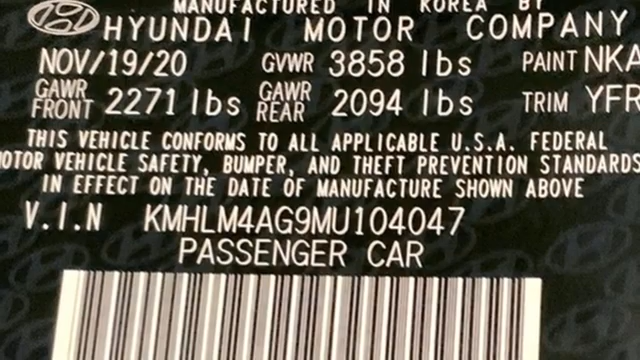 MANUFACTURED IN KOREA BY
HYUNDAI MOTOR COMPANY
NOV/19/20 GVWR 3858 lbs PAINT NKA
GAWR FRONT 2271 lbs GAWR REAR 2094 lbs TRIM YFR
THIS VEHICLE CONFORMS TO ALL APPLICABLE U.S.A. FEDERAL
MOTOR VEHICLE SAFETY, BUMPER, AND THEFT PREVENTION STANDARDS
IN EFFECT ON THE DATE OF MANUFACTURE SHOWN ABOVE
V.I.N KMHLM4AG9MU104047
PASSENGER CAR